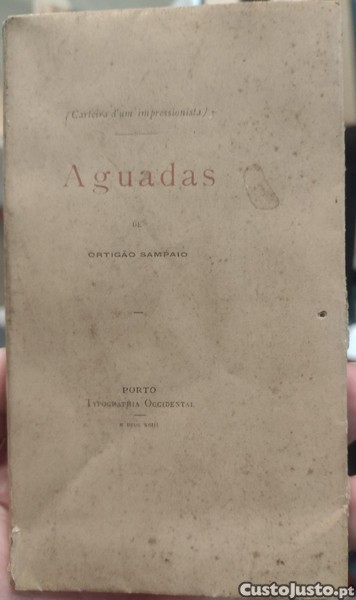 (Carteira d'um impressionista)
Aguadas
DE
ORTIGÃO SAMPAIO
PORTO
TYPOGRAPHIA OCCIDENTAL
CustoJusto.pt